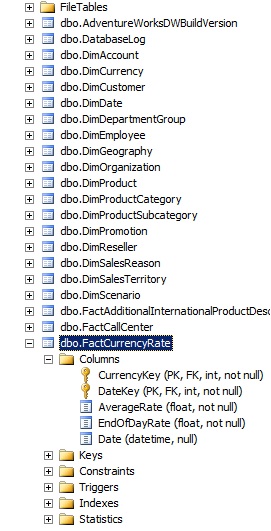 FileTables
dbo.AdventureWorksDWBuildVersion
dbo.DatabaseLog
dbo.DimAccount
dbo.DimCurrency
dbo.DimCustomer
dbo.DimDate
dbo.DimDepartmentGroup
dbo.DimEmployee
dbo.DimGeography
dbo.DimOrganization
dbo.DimProduct
dbo.DimProductCategory
dbo.DimProductSubcategory
dbo.DimPromotion
dbo.DimReseller
dbo.DimSalesReason
dbo.DimSalesTerritory
dbo.DimScenario
dbo.FactAdditionalInternationalProductDesc
dbo.FactCallCenter
dbo.FactCurrencyRate
Columns
CurrencyKey (PK, FK, int, not null)
DateKey (PK, FK, int, not null)
AverageRate (float, not null)
EndOfDayRate (float, not null)
Date (datetime, null)
Keys
Constraints
Triggers
Indexes
Statistics